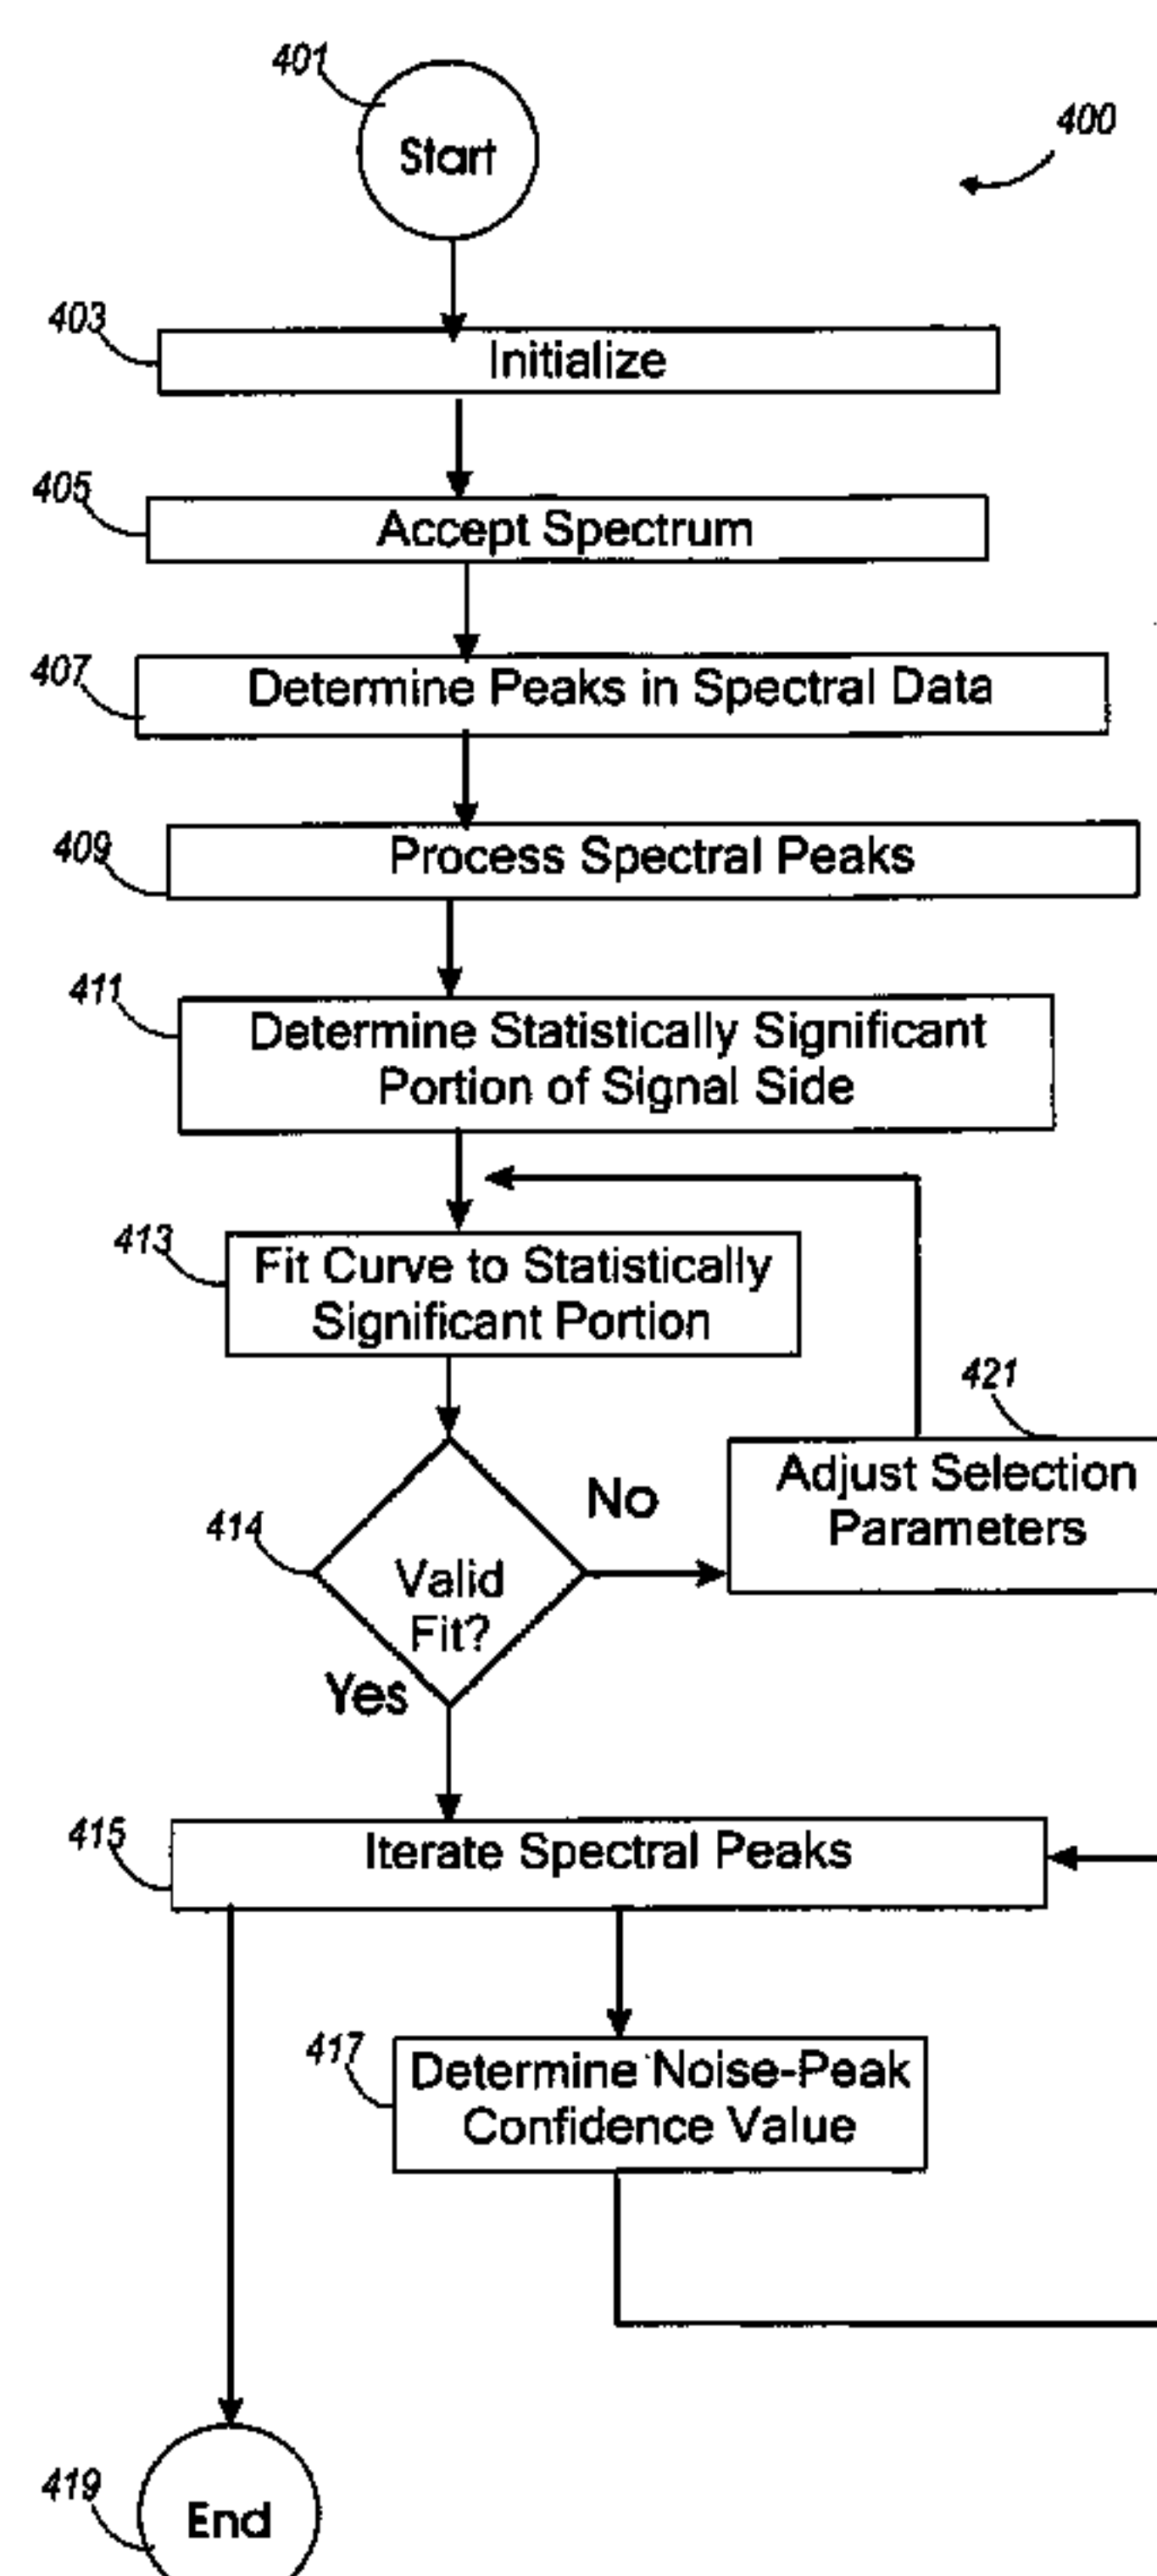 401
Start
400
403
Initialize
405
Accept Spectrum
407
Determine Peaks in Spectral Data
409
Process Spectral Peaks
411
Determine Statistically Significant
Portion of Signal Side
413
Fit Curve to Statistically
Significant Portion
421
Adjust Selection
Parameters
No
414
Valid
Fit?
Yes
415
Iterate Spectral Peaks
417
Determine Noise-Peak
Confidence Value
419
End